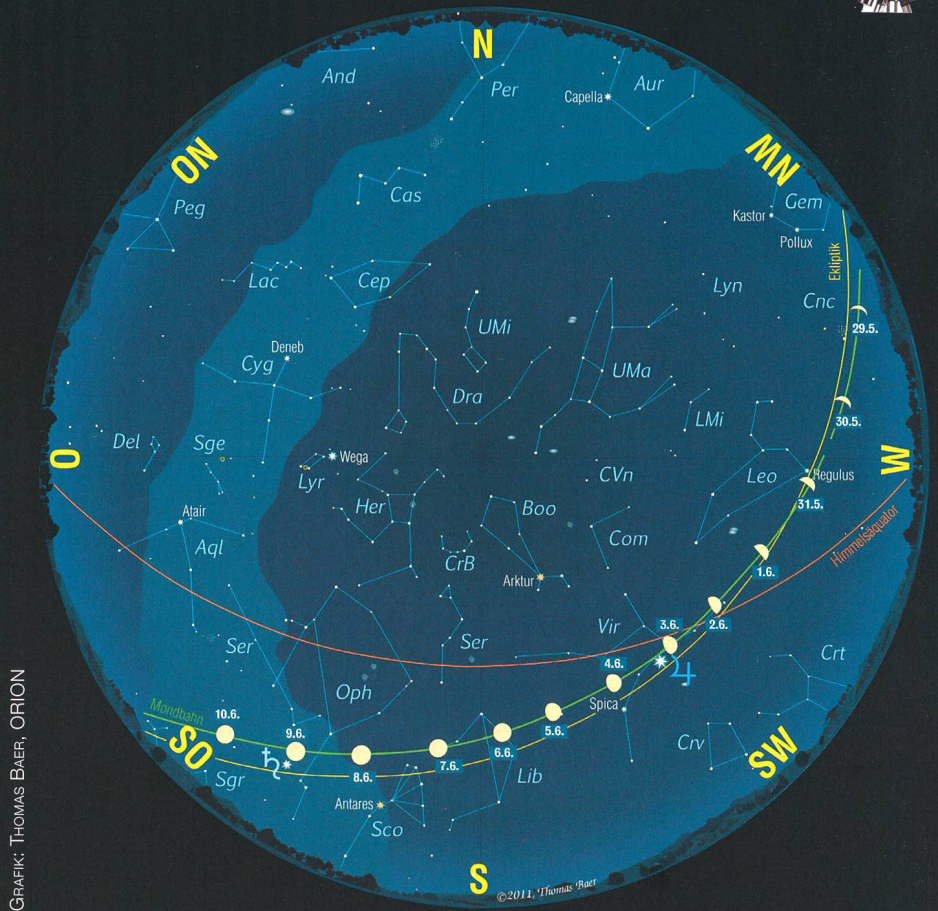 N
And
Per
Aur
Capella
NO
NW
Cas
Gem
Kastor
Pollux
Peg
Ekliptik
Lac
Cep
Lyn
Cnc
29.5.
UMi
Deneb
Cyg
UMa
Dra
LMi
30.5.
Del
Sge
O
W
Wega
Lyr
CVn
Leo
Regulus
31.5.
Her
Boo
Atair
Aql
Com
Himmelsäquator
CrB
Arktur
1.6.
Ser
Ser
Vir
3.6.
2.6.
4.6.
♃
Crt
Oph
Spica
Mondbahn
10.6.
9.6.
5.6.
SO
♄
6.6.
7.6.
8.6.
Crv
SW
Sgr
Lib
Antares
Sco
S
©2011, Thomas Baer
GRAFIK: THOMAS BAER, ORION